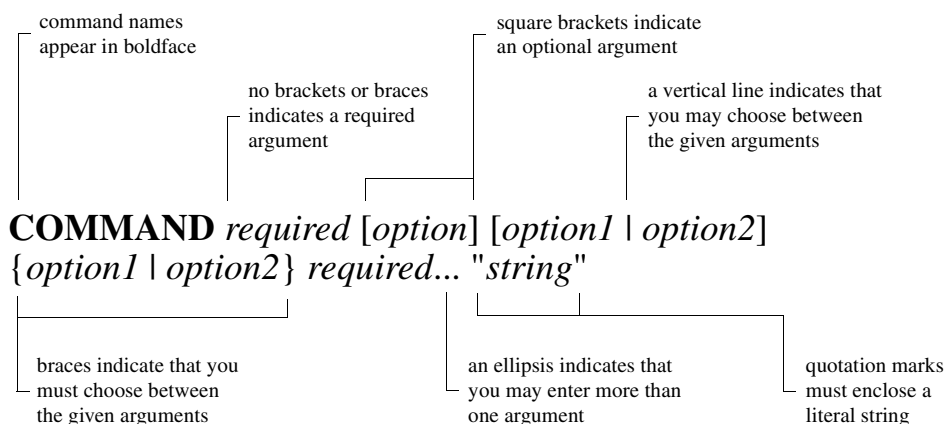 command names
appear in boldface
square brackets indicate
an optional argument
no brackets or braces
indicates a required
argument
a vertical line indicates that
you may choose between
the given arguments
COMMAND required [option] [option1 | option2]
{option1 | option2} required... "string"
braces indicate that you
must choose between
the given arguments
an ellipsis indicates that
you may enter more than
one argument
quotation marks
must enclose a
literal string